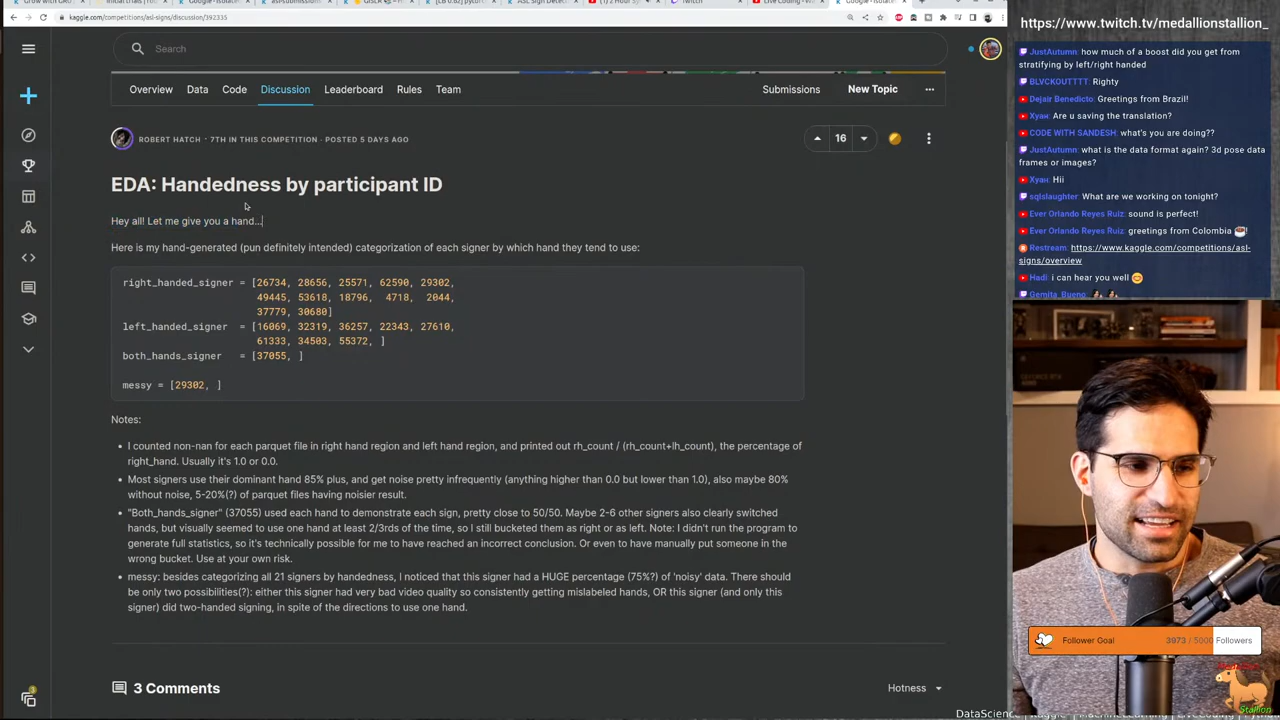 kaggle.com/competitions/asl-signs/discussion/392335
https://www.twitch.tv/medallionstallion_
Search
Overview Data Code Discussion Leaderboard Rules Team Submissions New Topic
ROBERT HATCH · 7TH IN THIS COMPETITION · POSTED 5 DAYS AGO
16
EDA: Handedness by participant ID
Hey all! Let me give you a hand...
Here is my hand-generated (pun definitely intended) categorization of each signer by which hand they tend to use:
right_handed_signer = [26734, 28656, 25571, 62590, 29302,
49445, 53618, 18796, 4718, 2044,
37779, 30680]
left_handed_signer = [16069, 32319, 36257, 22343, 27610,
61333, 34503, 55372, ]
both_hands_signer = [37055, ]
messy = [29302, ]
Notes:
I counted non-nan for each parquet file in right hand region and left hand region, and printed out rh_count / (rh_count+lh_count), the percentage of
right_hand. Usually it's 1.0 or 0.0.
Most signers use their dominant hand 85% plus, and get noise pretty infrequently (anything higher than 0.0 but lower than 1.0), also maybe 80%
without noise, 5-20%(?) of parquet files having noisier result.
"Both_hands_signer" (37055) used each hand to demonstrate each sign, pretty close to 50/50. Maybe 2-6 other signers also clearly switched
hands, but visually seemed to use one hand at least 2/3rds of the time, so I still bucketed them as right or as left. Note: I didn't run the program to
generate full statistics, so it's technically possible for me to have reached an incorrect conclusion. Or even to have manually put someone in the
wrong bucket. Use at your own risk.
messy: besides categorizing all 21 signers by handedness, I noticed that this signer had a HUGE percentage (75%?) of 'noisy' data. There should
be only two possibilities(?): either this signer had very bad video quality so consistently getting mislabeled hands, OR this signer (and only this
signer) did two-handed signing, in spite of the directions to use one hand.
3 Comments
Hotness
JustAutumn: how much of a boost did you get from
stratifying by left/right handed
BLVCKOUTTTT: Righty
Dejair Benedicto: Greetings from Brazil!
Хуан: Are u saving the translation?
CODE WITH SANDESH: what's you are doing??
JustAutumn: what is the data format again? 3d pose data
frames or images?
Хуан: Hii
sqlslaughter: What are we working on tonight?
Ever Orlando Reyes Ruiz: sound is perfect!
Ever Orlando Reyes Ruiz: greetings from Colombia
Restream: https://www.kaggle.com/competitions/asl-
signs/overview
Hadi: i can hear you well
Gemita_Bueno:
Follower Goal 3973 / 5000 Followers
Stallion